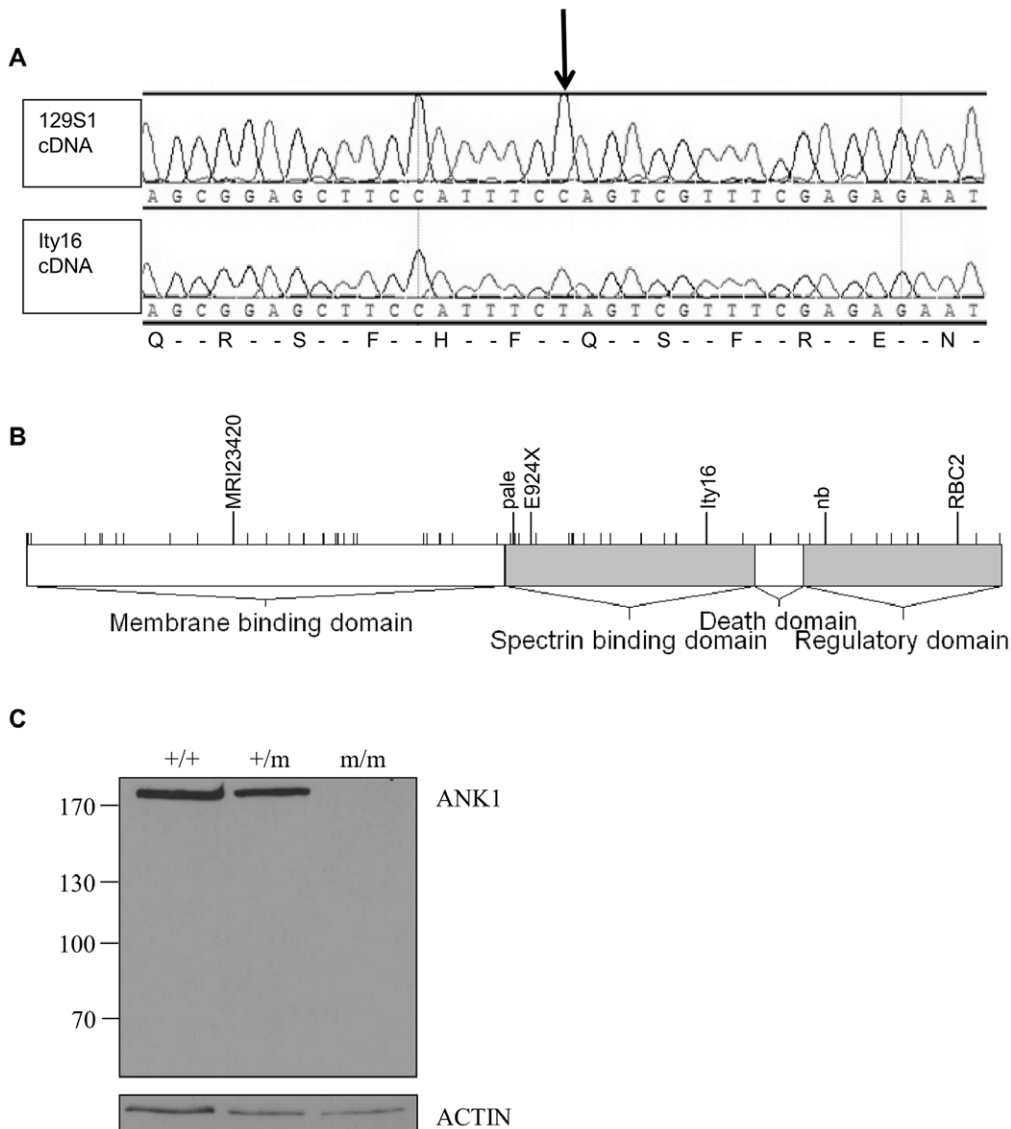 A
129S1
cDNA
A G C G G A G C T T C C A T T T C C A G T C G T T T C G A G A G A A T
Ity16
cDNA
A G C G G A G C T T C C A T T T C T A G T C G T T T C G A G A G A A T
Q - - R - - S - - F - - H - - F - - Q - - S - - F - - R - - E - - N -
B
MRI23420
pale
E924X
Ity16
nb
RBC2
Membrane binding domain
Spectrin binding domain
Death domain
Regulatory domain
C
+/+ +/m m/m
ANK1
170
130
100
70
ACTIN